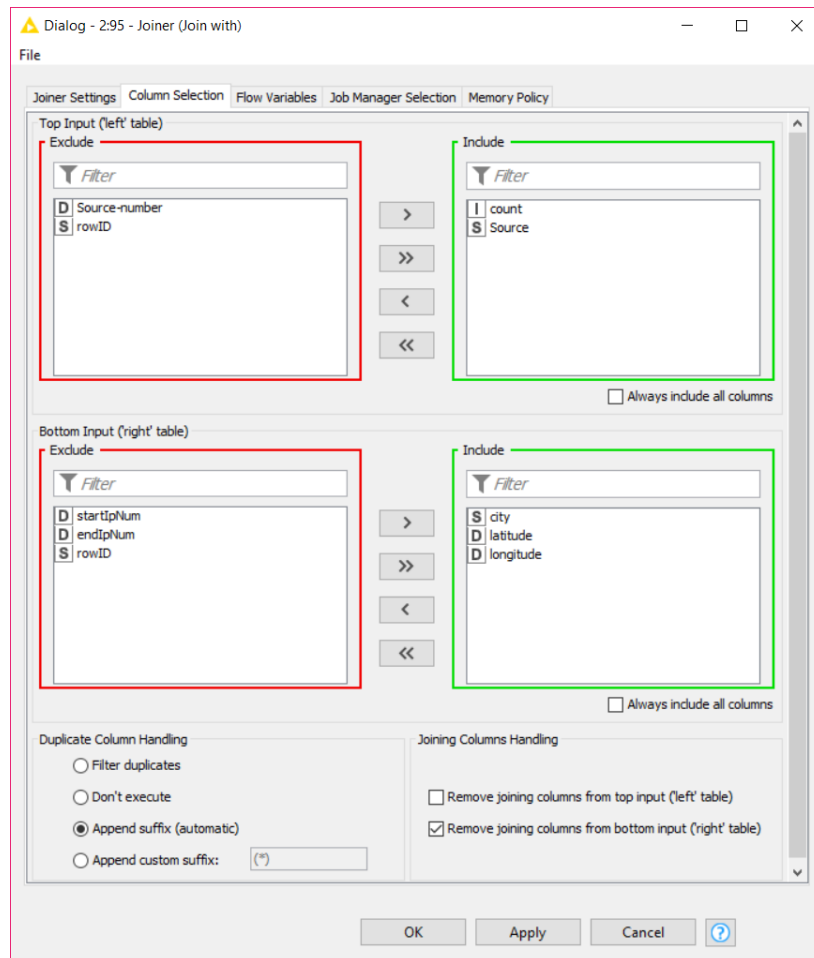 Dialog - 2:95 - Joiner (Join with)
File
Joiner Settings Column Selection Flow Variables Job Manager Selection Memory Policy
Top Input ('left' table)
Exclude Include
Filter Filter
D Source-number I count
S rowID S Source
>
>>
<
<<
Always include all columns
Bottom Input ('right' table)
Exclude Include
Filter Filter
D startIpNum S city
D endIpNum D latitude
S rowID D longitude
>
>>
<
<<
Always include all columns
Duplicate Column Handling Joining Columns Handling
Filter duplicates
Don't execute Remove joining columns from top input ('left' table)
Append suffix (automatic) Remove joining columns from bottom input ('right' table)
Append custom suffix: (*)
OK Apply Cancel ?